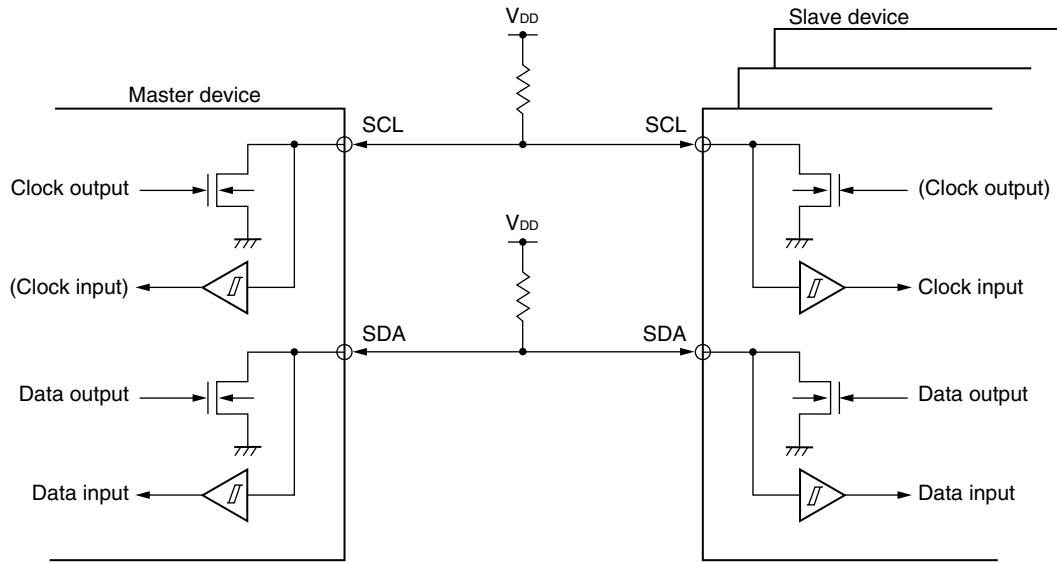 VDD
Slave device
Master device
SCL
SCL
Clock output
(Clock output)
VDD
(Clock input)
Clock input
SDA
SDA
Data output
Data output
Data input
Data input